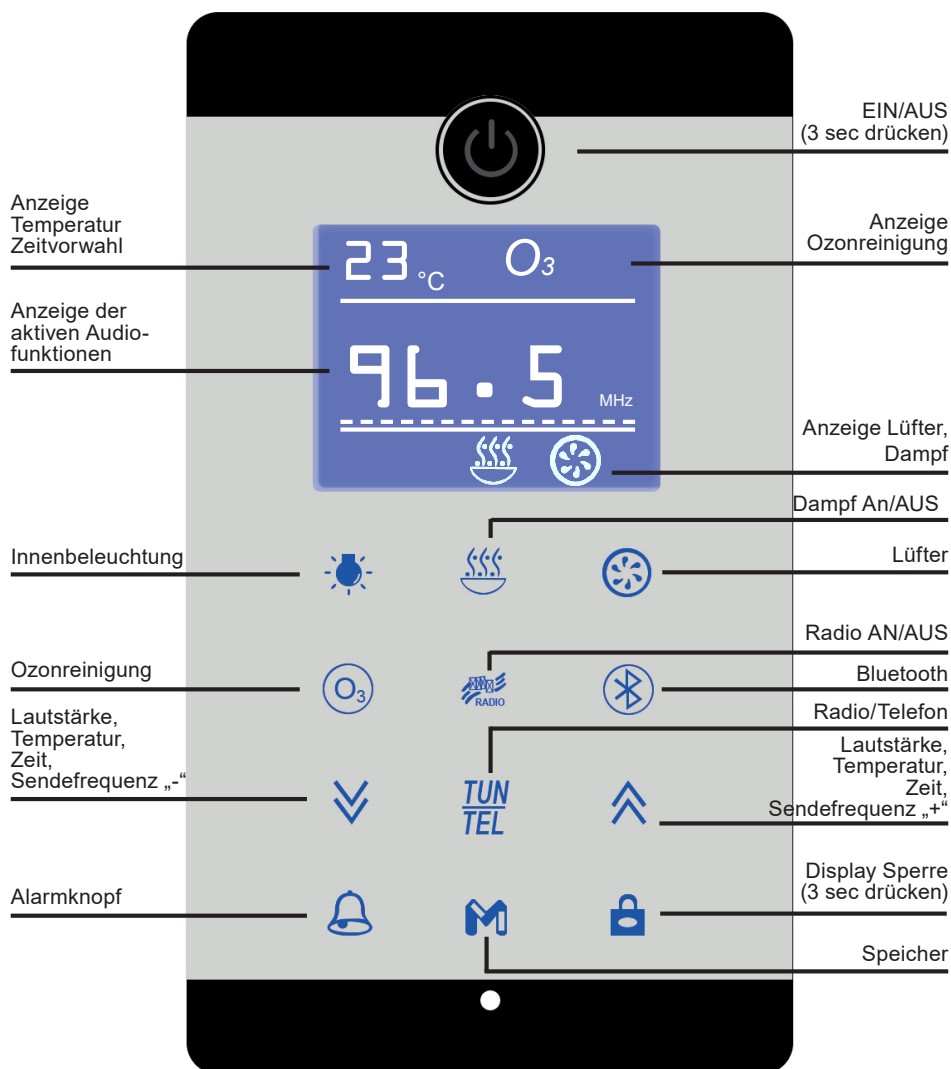 EIN/AUS
(3 sec drücken)
Anzeige
Temperatur
Zeitvorwahl
Anzeige
Ozonreinigung
23 °C O3
Anzeige der
aktiven Audio-
funktionen
96.5 MHz
Anzeige Lüfter,
Dampf
Dampf An/AUS
Innenbeleuchtung
Lüfter
Radio AN/AUS
Ozonreinigung
O3
RADIO
Bluetooth
Radio/Telefon
Lautstärke,
Temperatur,
Zeit,
Sendefrequenz „-“
TUN
TEL
Lautstärke,
Temperatur,
Zeit,
Sendefrequenz „+“
Alarmknopf
M
Display Sperre
(3 sec drücken)
Speicher